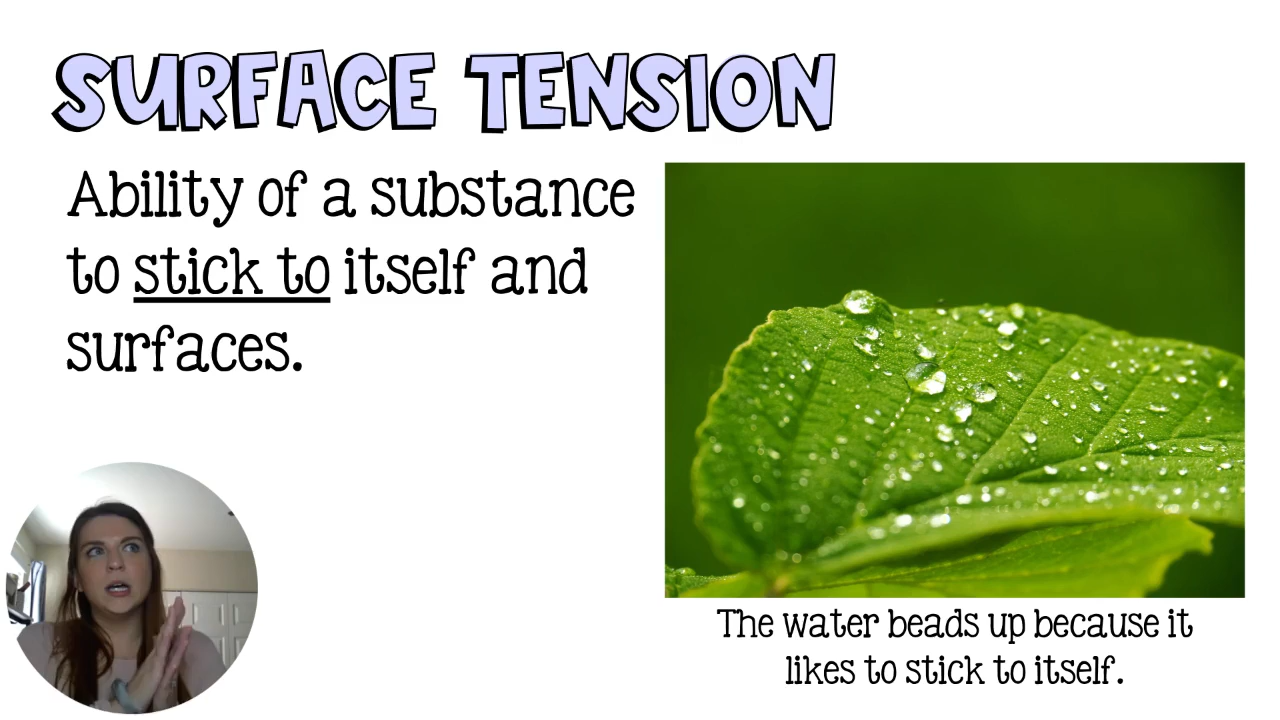 SURFACE TENSION
Ability of a substance
to stick to itself and
surfaces.
The water beads up because it
likes to stick to itself.